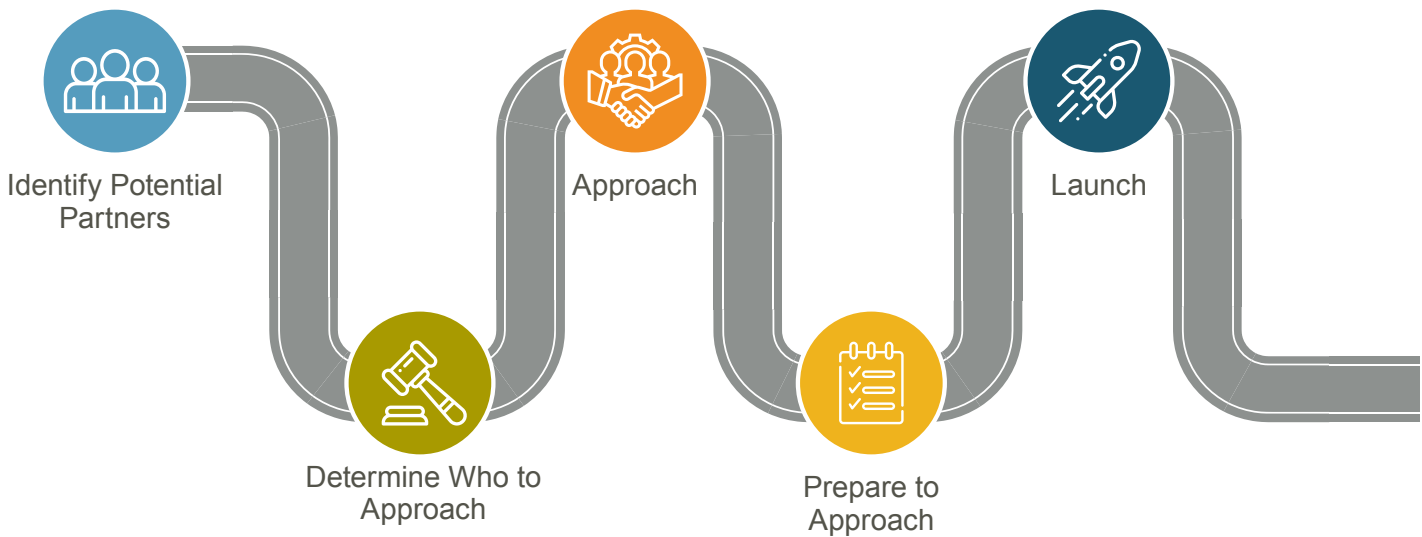 Identify Potential
Partners
Determine Who to
Approach
Approach
Prepare to
Approach
Launch